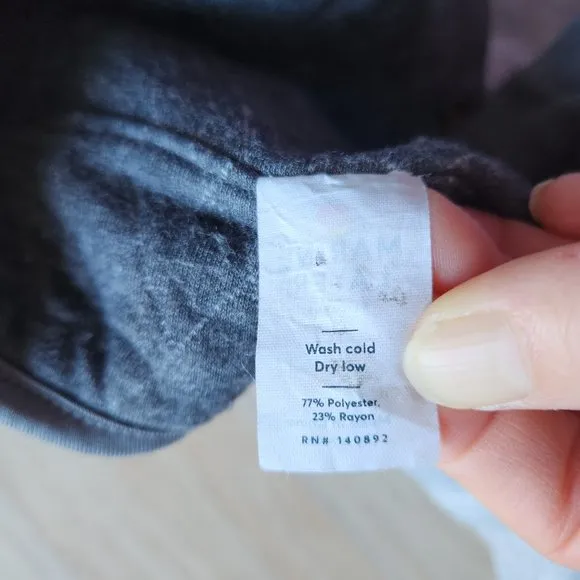 Wash cold
Dry low
77% Polyester,
23% Rayon
RN# 140892